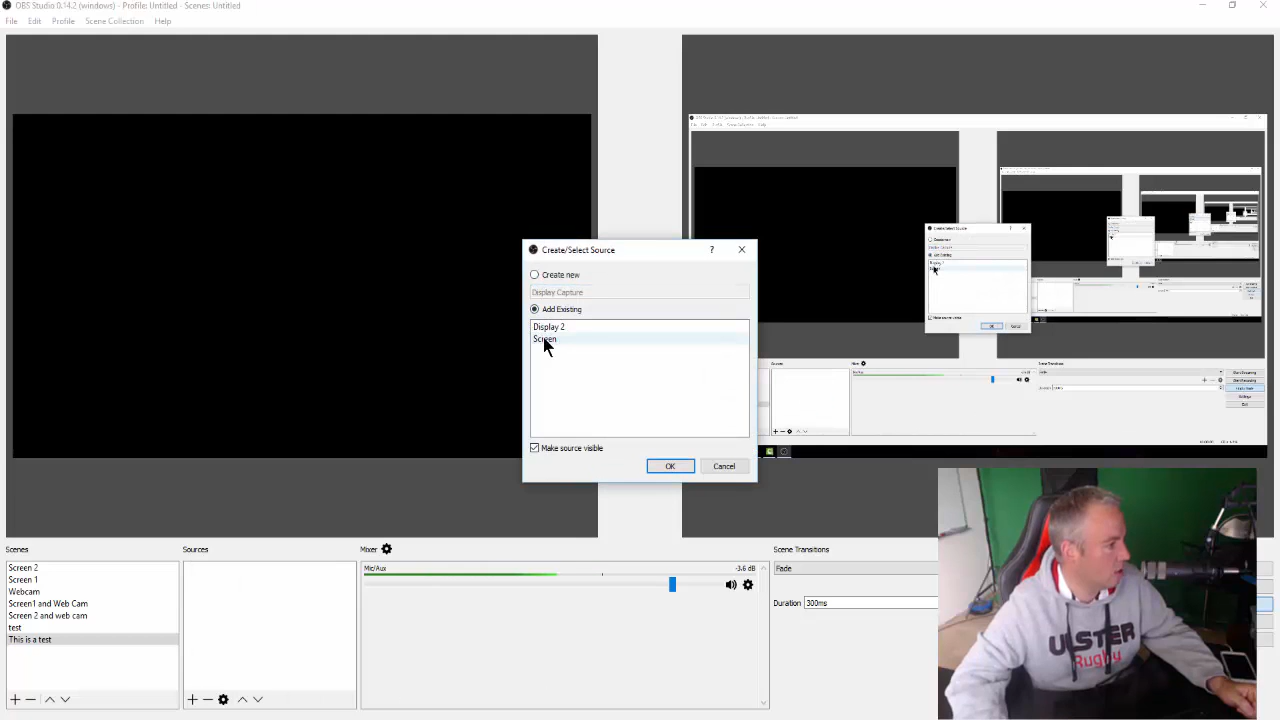 OBS Studio 0.14.2 (windows) - Profile: Untitled - Scenes: Untitled
File Edit Profile Scene Collection Help
Create/Select Source
?
Create new
Display Capture
Add Existing
Display 2
Screen
Make source visible
OK Cancel
Scenes Sources Mixer Scene Transitions
Screen 2
Screen 1
Webcam
Screen1 and Web Cam
Screen 2 and web cam
test
This is a test
Mic/Aux -3.6 dB
Fade
Duration 300ms
ULSTER
Rugby